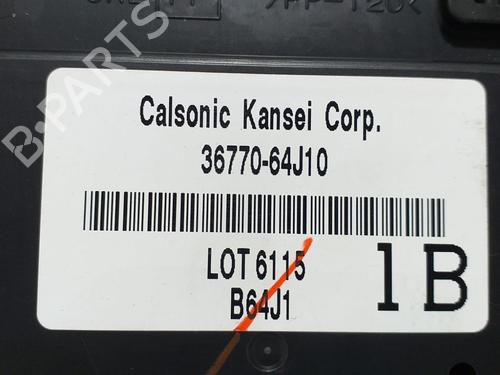 Calsonic Kansei Corp.
36770-64J10
LOT 6115
B64J1
1B
B-PARTS